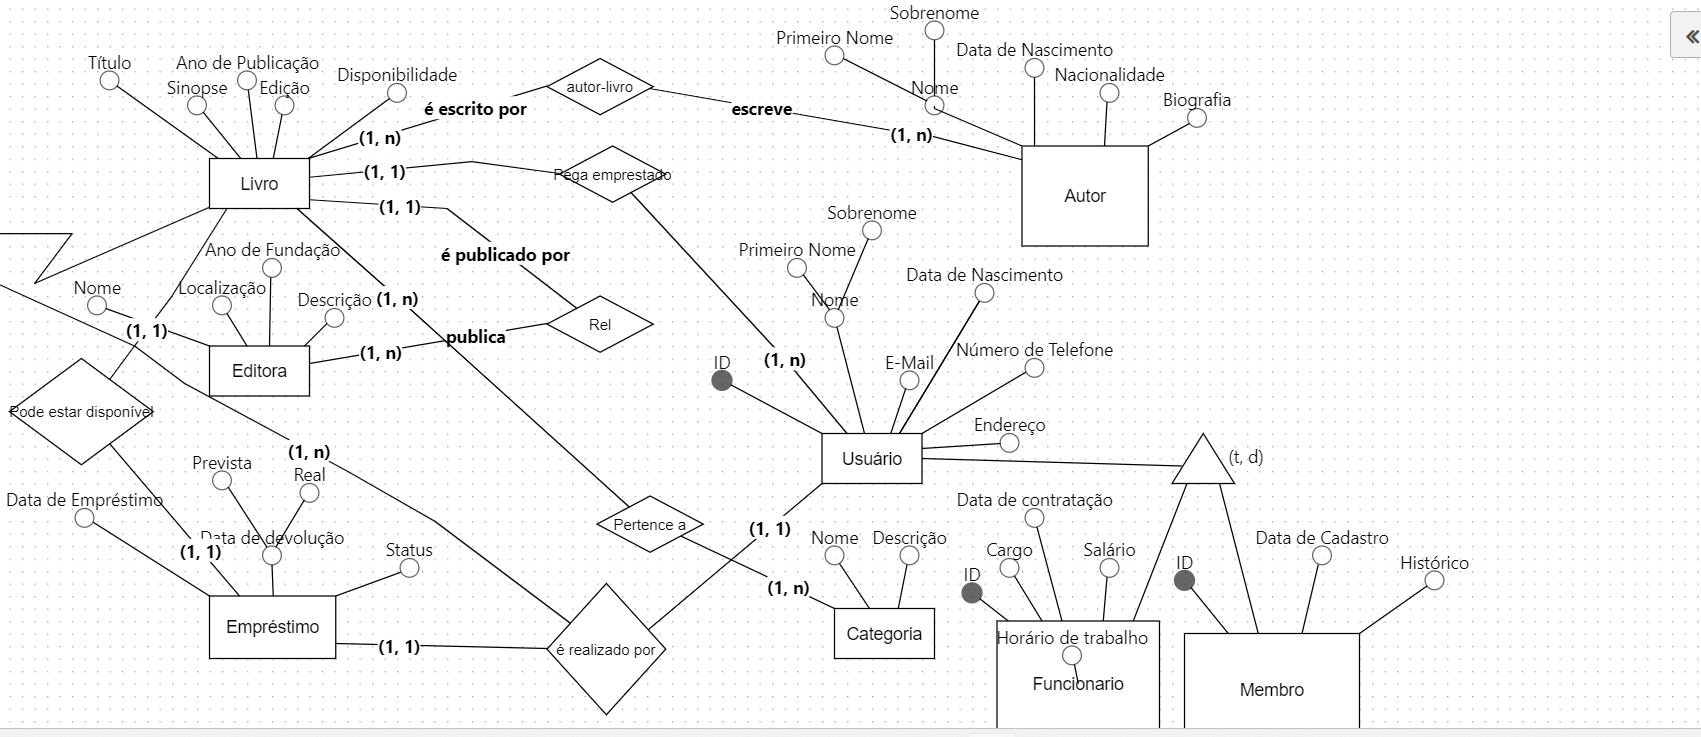 Sobrenome
Primeiro Nome
Data de Nascimento
Nacionalidade
Nome
Biografia
Título
Ano de Publicação
Sinopse
Edição
Disponibilidade
autor-livro
é escrito por
escreve
(1, n)
(1, n)
Livro
(1, 1)
Pega emprestado
Autor
(1, 1)
Sobrenome
Primeiro Nome
Nome
Data de Nascimento
é publicado por
Ano de Fundação
Nome
Localização
Descrição
(1, n)
(1, 1)
publica
Rel
(1, n)
Editora
(1, n)
ID
E-Mail
Número de Telefone
Endereço
Pode estar disponível
Usuário
(t, d)
(1, n)
Prevista
Real
Data de Empréstimo
Data de devolução
(1, 1)
Status
Pertence a
(1, 1)
Nome
Descrição
(1, n)
Data de contratação
Cargo
Salário
ID
ID
Data de Cadastro
Histórico
Empréstimo
(1, 1)
é realizado por
Categoria
Horário de trabalho
Funcionario
Membro